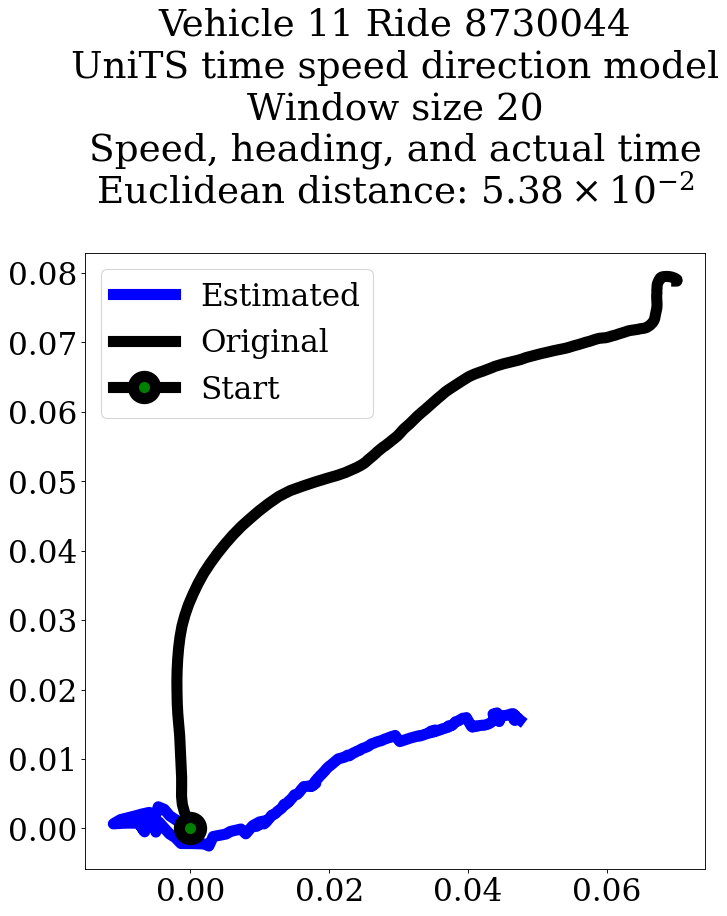 Vehicle 11 Ride 8730044
UniTS time speed direction model
Window size 20
Speed, heading, and actual time
Euclidean distance: 5.38 × 10⁻²
Estimated
Original
Start
0.08
0.07
0.06
0.05
0.04
0.03
0.02
0.01
0.00
0.00 0.02 0.04 0.06